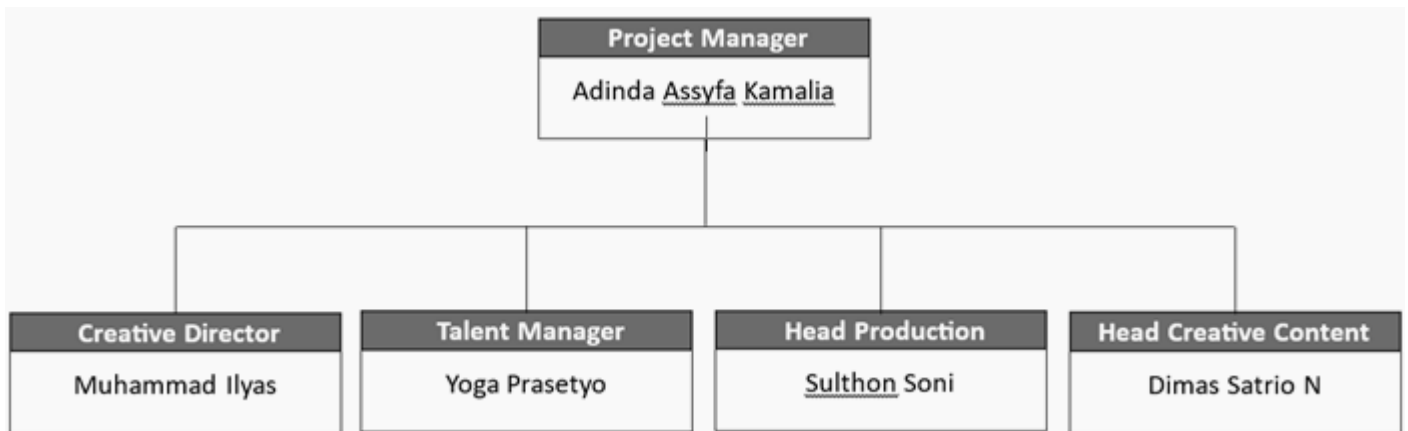 Project Manager
Adinda Assyfa Kamalia
Creative Director
Muhammad Ilyas
Talent Manager
Yoga Prasetyo
Head Production
Sulthon Soni
Head Creative Content
Dimas Satrio N